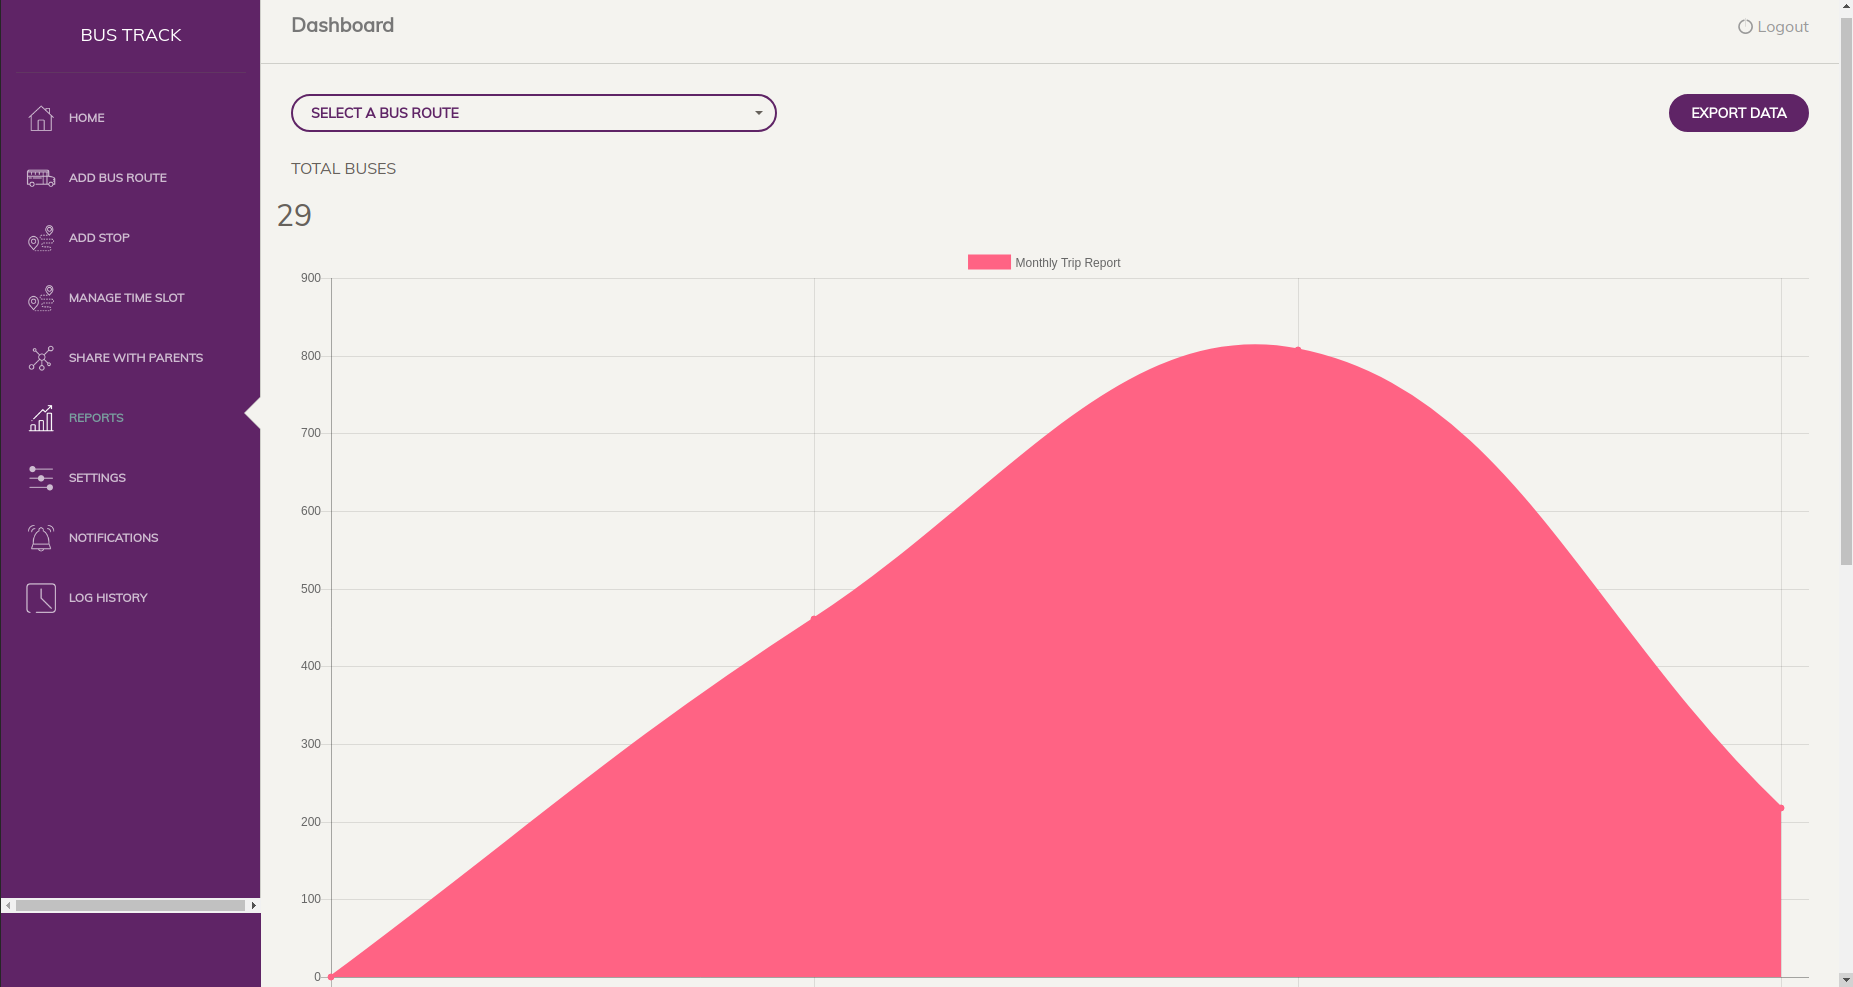 BUS TRACK
HOME
ADD BUS ROUTE
ADD STOP
MANAGE TIME SLOT
SHARE WITH PARENTS
REPORTS
SETTINGS
NOTIFICATIONS
LOG HISTORY
Dashboard
Logout
SELECT A BUS ROUTE
EXPORT DATA
TOTAL BUSES
29
Monthly Trip Report
900
800
700
600
500
400
300
200
100
0